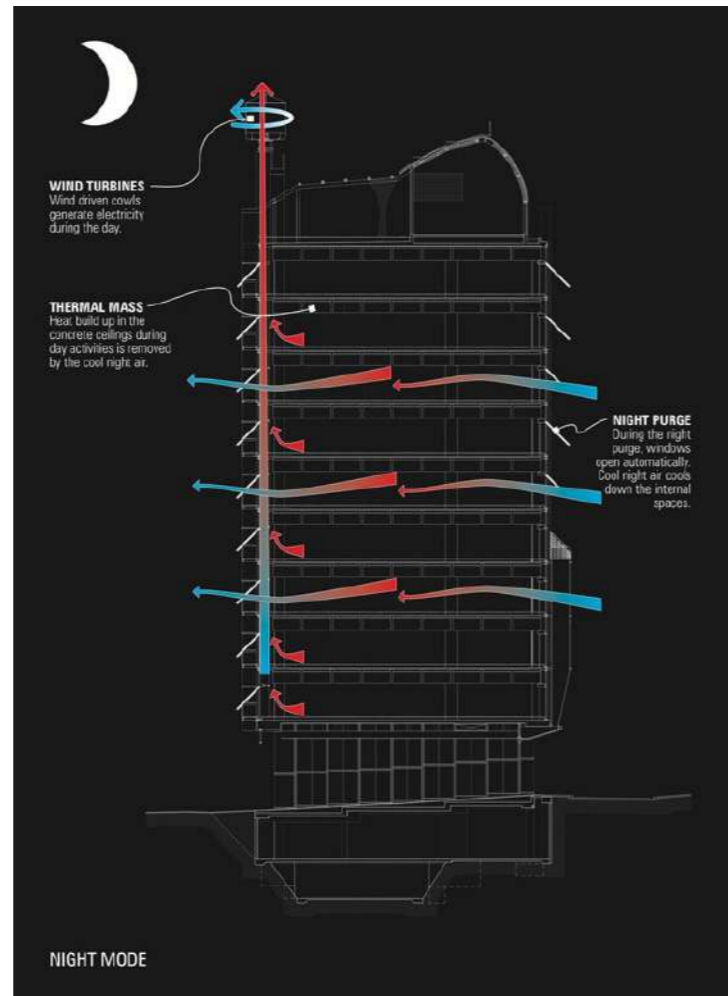 WIND TURBINES
Wind driven cowls
generate electricity
during the day.
THERMAL MASS
Heat build up in the
concrete ceilings during
day activities is removed
by the cool night air.
NIGHT PURGE
During the night
purge, windows
open automatically.
Cool night air cools
down the internal
spaces.
NIGHT MODE